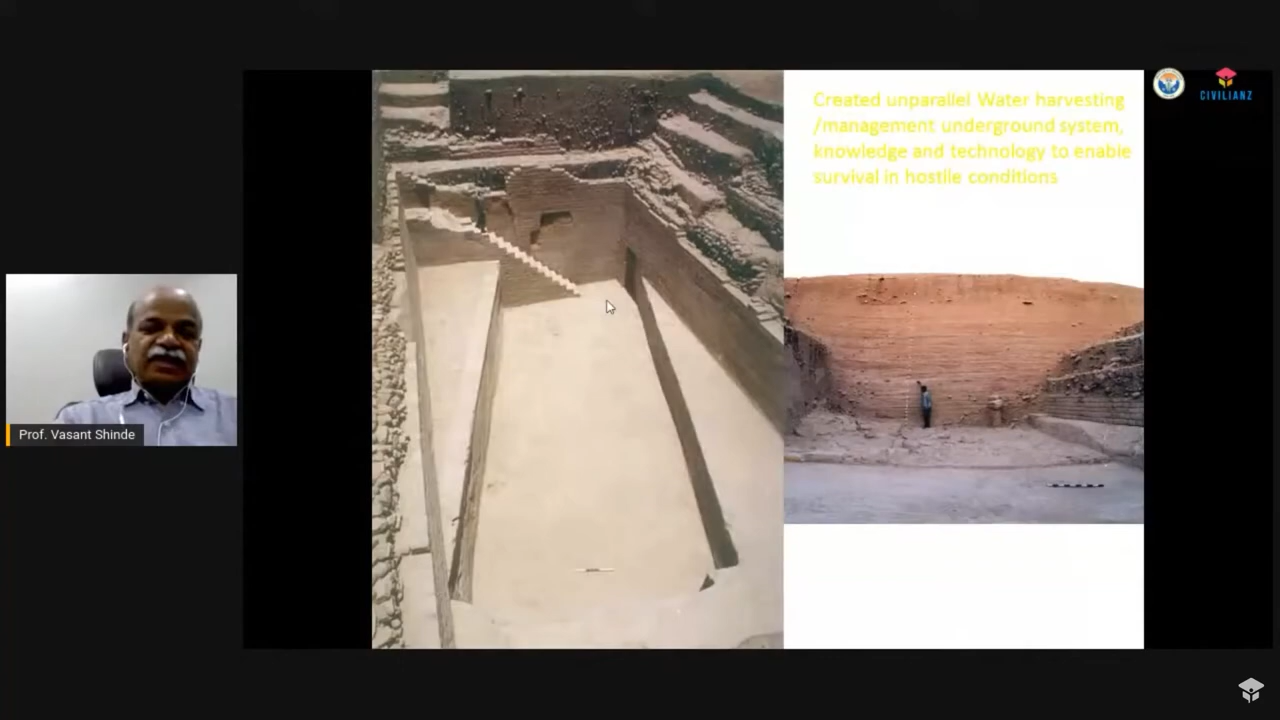 Created unparallel Water harvesting
/management underground system,
knowledge and technology to enable
survival in hostile conditions
CIVILIANZ
Prof. Vasant Shinde